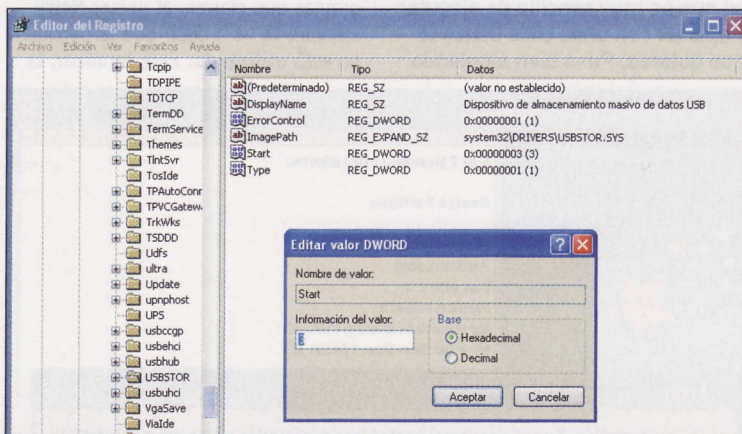 Editor del Registro
Archivo Edición Ver Favoritos Ayuda
Tcpip
TDPIPE
TDTCP
TermDD
TermService
Themes
TlntSvr
TosIde
TPAutoConr
TPVCGatew
TrkWks
TSDDD
Udfs
ultra
Update
upnphost
UPS
usbccgp
usbehci
usbhub
USBSTOR
usbuhci
VgaSave
ViaIde
Nombre Tipo Datos
(Predeterminado) REG_SZ (valor no establecido)
DisplayName REG_SZ Dispositivo de almacenamiento masivo de datos USB
ErrorControl REG_DWORD 0x00000001 (1)
ImagePath REG_EXPAND_SZ system32\DRIVERS\USBSTOR.SYS
Start REG_DWORD 0x00000003 (3)
Type REG_DWORD 0x00000001 (1)
Editar valor DWORD
Nombre de valor:
Start
Información del valor:
Base
Hexadecimal
Decimal
Aceptar Cancelar